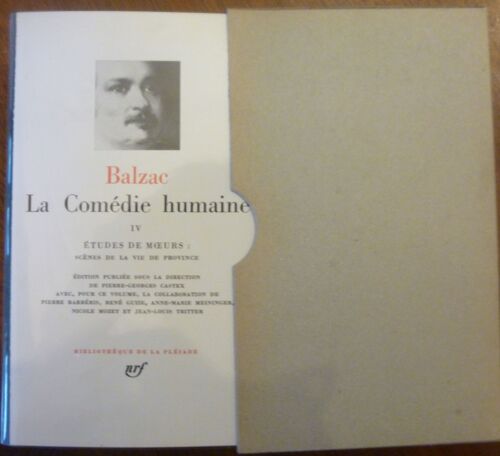 Balzac
La Comédie humaine
IV
ÉTUDES DE MŒURS :
SCÈNES DE LA VIE DE PROVINCE
ÉDITION PUBLIÉE SOUS LA DIRECTION
DE PIERRE-GEORGES CASTEX
AVEC, POUR CE VOLUME, LA COLLABORATION DE
PIERRE BARBÉRIS, RENÉ GUISE, ANNE-MARIE MEININGER,
NICOLE MOZET ET JEAN-LOUIS TRITTER
BIBLIOTHÈQUE DE LA PLÉIADE
nrf